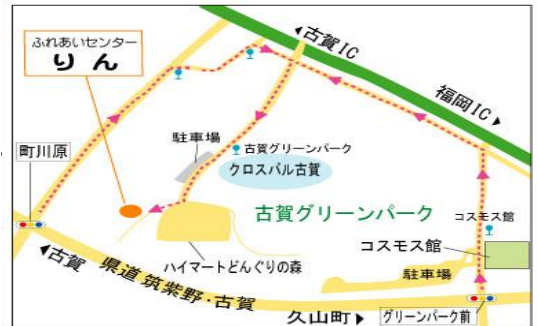 ふれあいセンター
りん
◀古賀IC
福岡IC▶
駐車場
古賀グリーンパーク
クロスパル古賀
町川原
古賀グリーンパーク
コスモス館
コスモス館
駐車場
ハイマートどんぐりの森
◀古賀 県道 筑紫野・古賀
久山町▶
グリーンパーク前